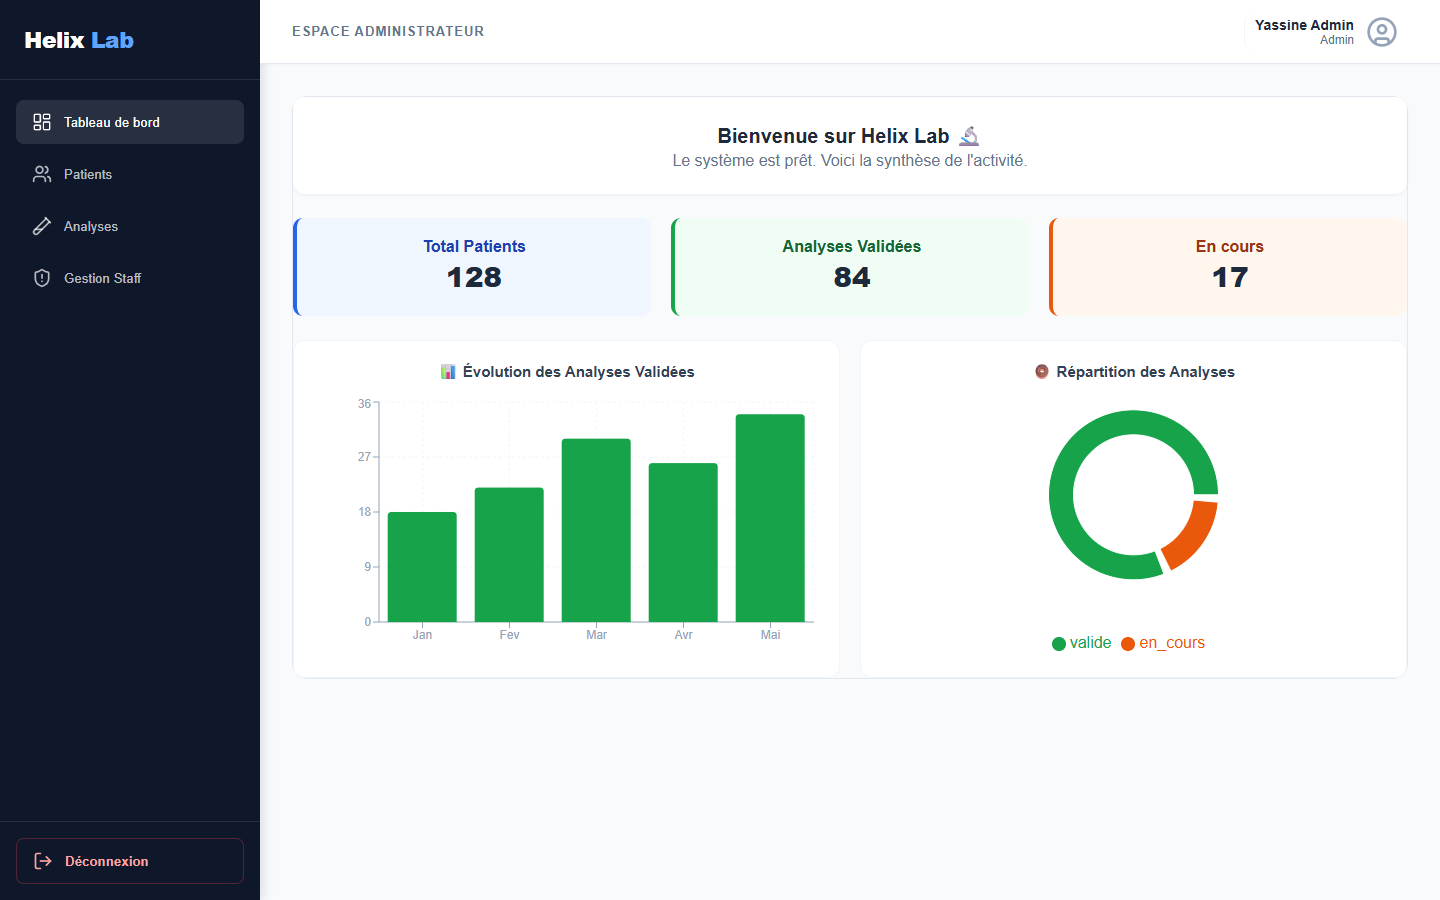 Helix Lab
ESPACE ADMINISTRATEUR
Yassine Admin
Admin
Tableau de bord
Patients
Analyses
Gestion Staff
Déconnexion
Bienvenue sur Helix Lab 🔬
Le système est prêt. Voici la synthèse de l'activité.
Total Patients
128
Analyses Validées
84
En cours
17
📊 Évolution des Analyses Validées
36
27
18
9
0
Jan Fev Mar Avr Mai
🍩 Répartition des Analyses
valide en_cours